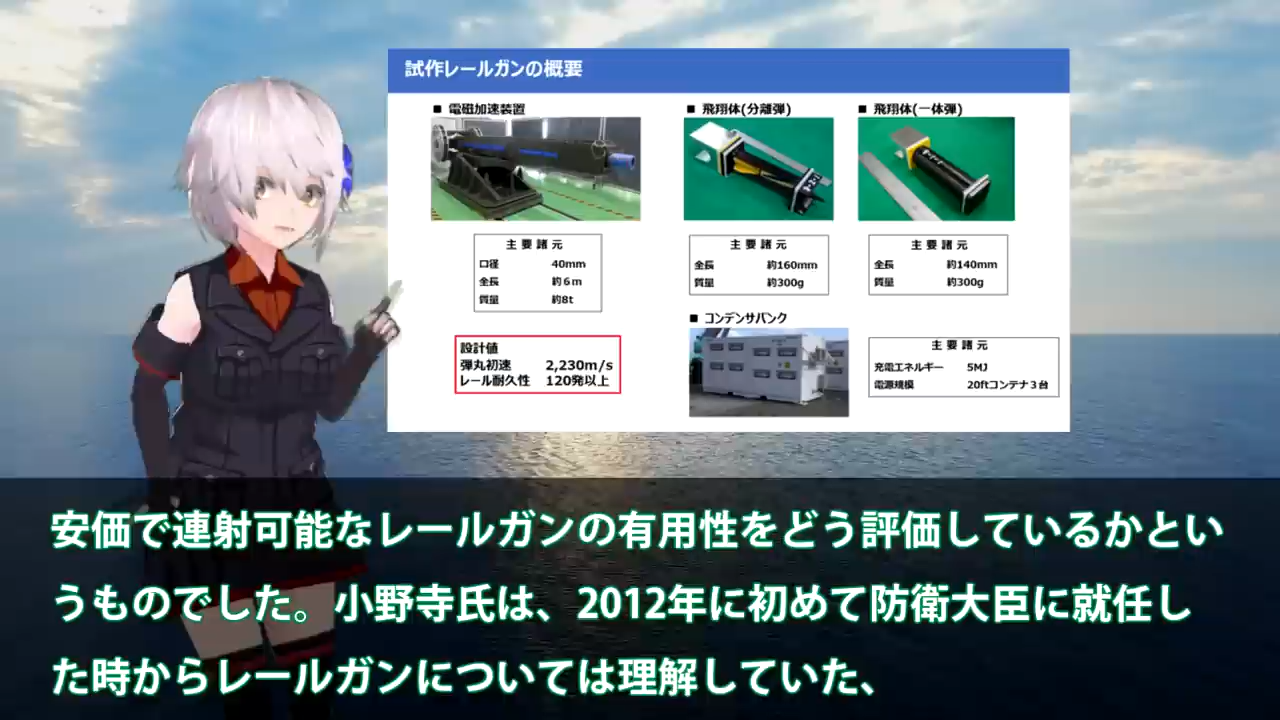 試作レールガンの概要
■ 電磁加速装置
■ 飛翔体(分離弾)
■ 飛翔体(一体弾)
主要諸元
口径 40mm
全長 約6m
質量 約8t
主要諸元
全長 約160mm
質量 約300g
主要諸元
全長 約140mm
質量 約300g
設計値
弾丸初速 2,230m/s
レール耐久性 120発以上
■ コンデンサバンク
主要諸元
充電エネルギー 5MJ
電源規模 20ftコンテナ3台
安価で連射可能なレールガンの有用性をどう評価しているかとい
うものでした。小野寺氏は、2012年に初めて防衛大臣に就任し
た時からレールガンについては理解していた、